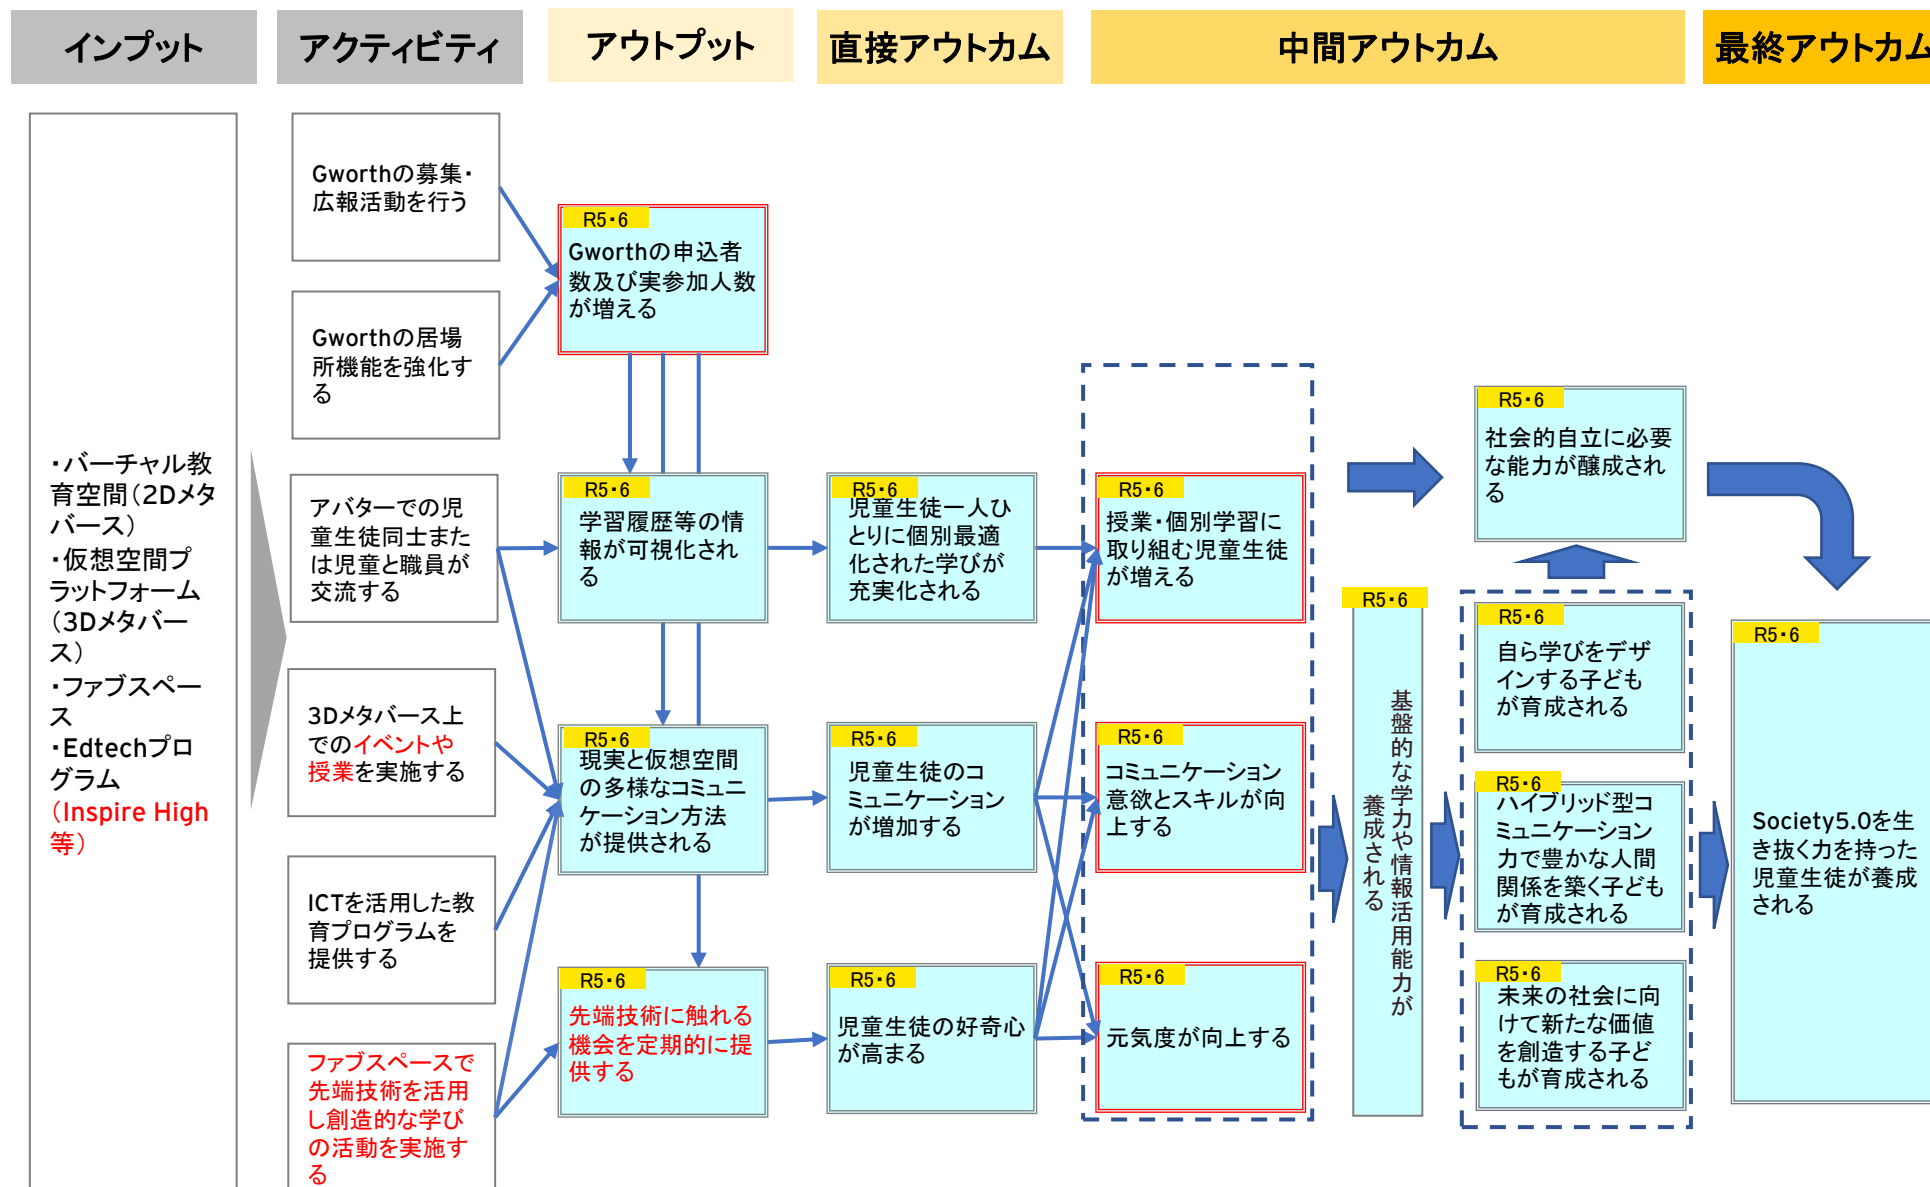 インプット
アクティビティ
アウトプット
直接アウトカム
中間アウトカム
最終アウトカム
・バーチャル教
育空間（2Dメタ
バース）
・仮想空間プ
ラットフォーム
（3Dメタバー
ス）
・ファブスペー
ス
・Edtechプロ
グラム
（Inspire High
等）
Gworthの募集・
広報活動を行う
Gworthの居場
所機能を強化す
る
アバターでの児
童生徒同士また
は児童と職員が
交流する
3Dメタバース上
でのイベントや
授業を実施する
ICTを活用した教
育プログラムを
提供する
ファブスペースで
先端技術を活用
し創造的な学び
の活動を実施す
る
R5・6
Gworthの申込者
数及び実参加人数
が増える
R5・6
学習履歴等の情
報が可視化され
る
R5・6
現実と仮想空間
の多様なコミュニ
ケーション方法
が提供される
R5・6
先端技術に触れる
機会を定期的に提
供する
R5・6
児童生徒一人ひ
とりに個別最適
化された学びが
充実化される
R5・6
児童生徒のコ
ミュニケーション
が増加する
R5・6
児童生徒の好奇心
が高まる
R5・6
授業・個別学習に
取り組む児童生徒
が増える
R5・6
コミュニケーション
意欲とスキルが向
上する
R5・6
元気度が向上する
R5・6
基盤的な学力や情報活用能力が
養成される
R5・6
社会的自立に必要
な能力が醸成され
る
R5・6
自ら学びをデザ
インする子ども
が育成される
R5・6
ハイブリッド型コ
ミュニケーション
力で豊かな人間
関係を築く子ども
が育成される
R5・6
未来の社会に向
けて新たな価値
を創造する子ど
もが育成される
R5・6
Society5.0を生
き抜く力を持った
児童生徒が養成
される